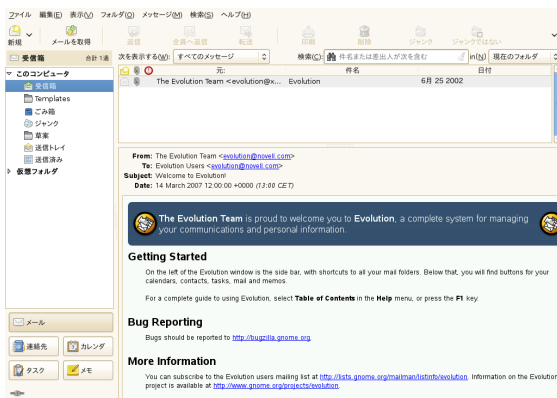 ファイル 編集(E) 表示(V) フォルダ(O) メッセージ(M) 検索(S) ヘルプ(H)
新規 メールを取得 返信 全員へ返信 転送 印刷 削除 ジャンク ジャンクではない
受信箱 合計 1通 次を表示する(W): すべてのメッセージ 検索(C): 件名または差出人が次を含む in(N) 現在のフォルダ
このコンピュータ
受信箱
Templates
ごみ箱
ジャンク
草案
送信トレイ
送信済み
仮想フォルダ
元: 件名 日付
The Evolution Team <evolution@x... Evolution 6月 25 2002
From: The Evolution Team <evolution@novell.com>
To: Evolution Users <evolution@novell.com>
Subject: Welcome to Evolution!
Date: 14 March 2007 12:00:00 +0000 (13:00 CET)
The Evolution Team is proud to welcome you to Evolution, a complete system for managing
your communications and personal information.
Getting Started
On the left of the Evolution window is the side bar, with shortcuts to all your mail folders. Below that, you will find buttons for your
calendars, contacts, tasks, mail and memos.
For a complete guide to using Evolution, select Table of Contents in the Help menu, or press the F1 key.
Bug Reporting
Bugs should be reported to http://bugzilla.gnome.org.
More Information
You can subscribe to the Evolution users mailing list at http://lists.gnome.org/mailman/listinfo/evolution. Information on the Evolution
project is available at http://www.gnome.org/projects/evolution.
メール
連絡先 カレンダ
タスク メモ